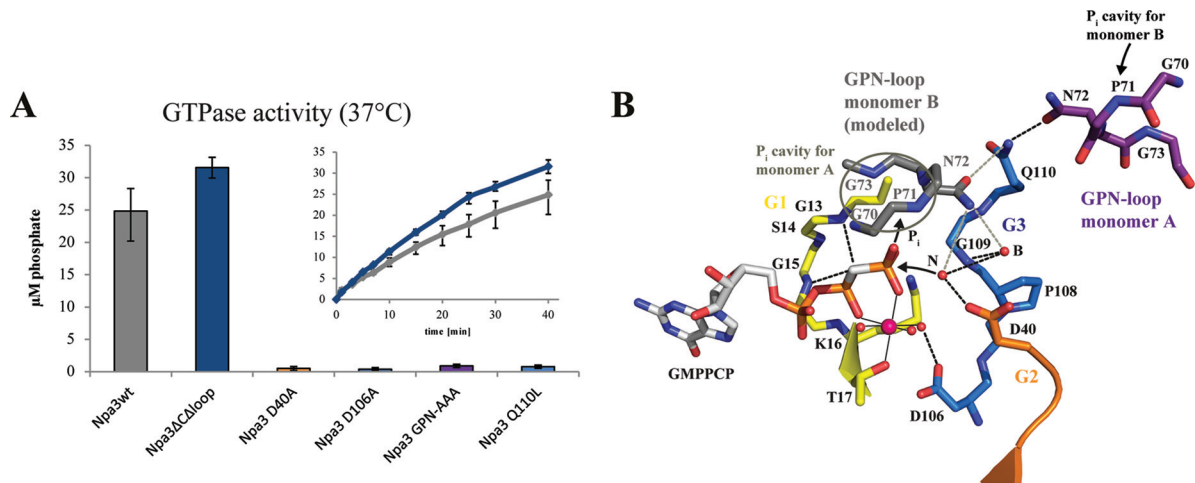 A
GTPase activity (37°C)
µM phosphate
35
30
25
20
15
10
5
0
35
30
25
20
15
10
5
0
0
10
20
30
40
time [min]
Npa3wt
Npa3ΔCΔloop
Npa3 D40A
Npa3 D106A
Npa3 GPN-AAA
Npa3 Q110L
B
Pi cavity for
monomer B
G70
P71
N72
G73
GPN-loop
monomer A
GPN-loop
monomer B
(modeled)
Pi cavity for
monomer A
N72
Q110
G73
P71
G70
G1
G13
S14
G3
Pi
G109
B
N
G15
P108
D40
K16
GMPPCP
G2
T17
D106